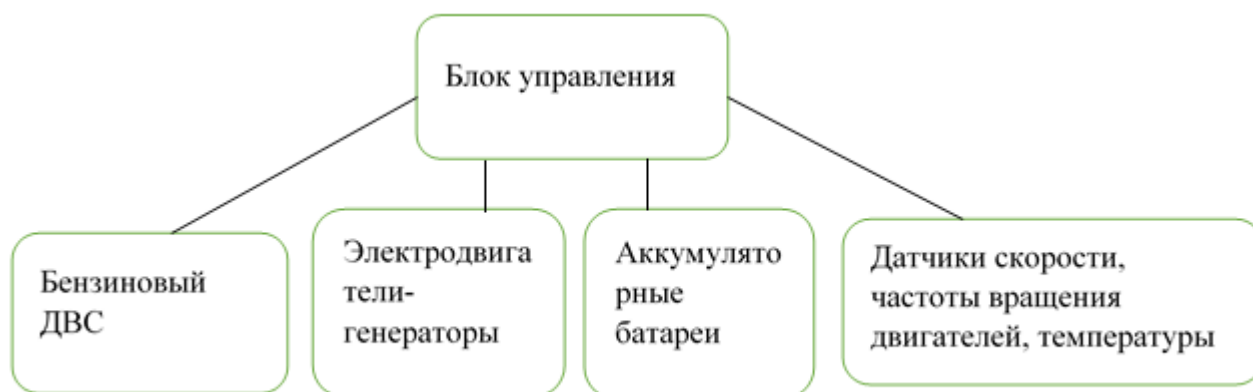 Блок управления
Бензиновый
ДВС
Электродвига
тели-
генераторы
Аккумулято
рные
батареи
Датчики скорости,
частоты вращения
двигателей, температуры